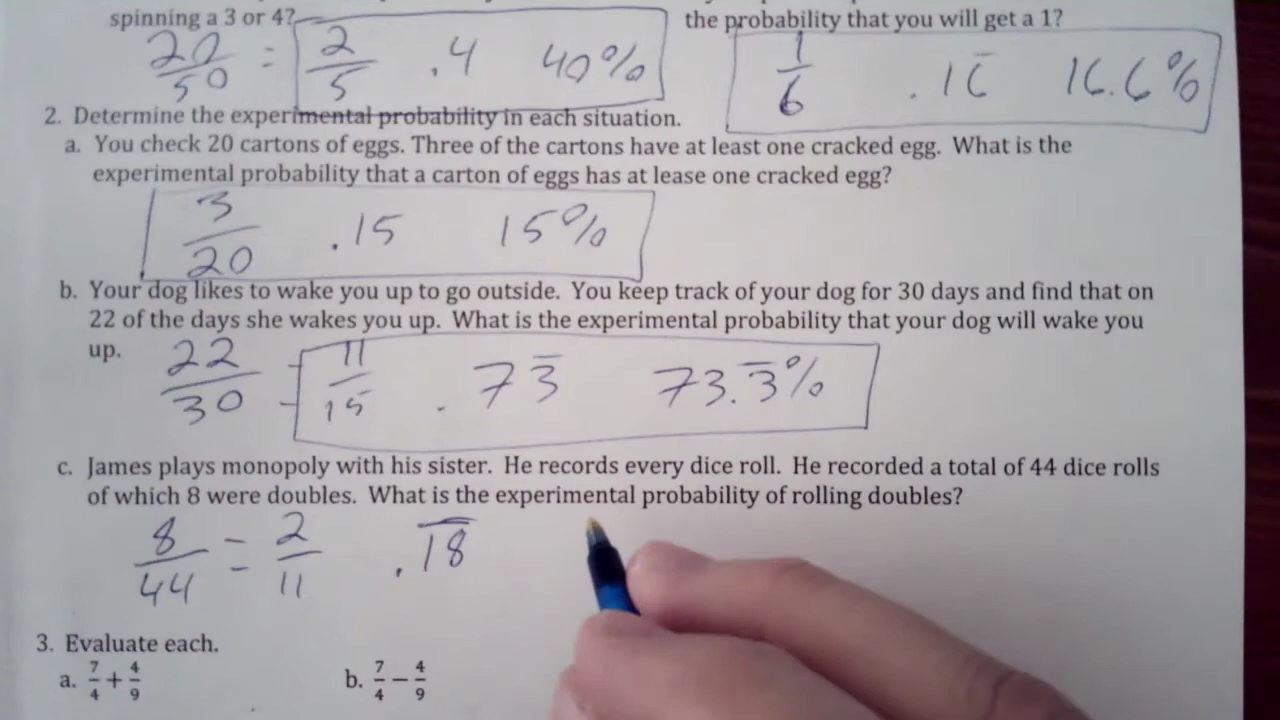 spinning a 3 or 4?
20/50 = 2/5 .4 40%
the probability that you will get a 1?
1/6 .16̅ 16.6̅%
2. Determine the experimental probability in each situation.
a. You check 20 cartons of eggs. Three of the cartons have at least one cracked egg. What is the
experimental probability that a carton of eggs has at lease one cracked egg?
3/20 .15 15%
b. Your dog likes to wake you up to go outside. You keep track of your dog for 30 days and find that on
22 of the days she wakes you up. What is the experimental probability that your dog will wake you
up.
22/30 = 11/15 .73̅ 73.3̅%
c. James plays monopoly with his sister. He records every dice roll. He recorded a total of 44 dice rolls
of which 8 were doubles. What is the experimental probability of rolling doubles?
8/44 = 2/11 .1̅8̅
3. Evaluate each.
a. 7/4 + 4/9
b. 7/4 − 4/9